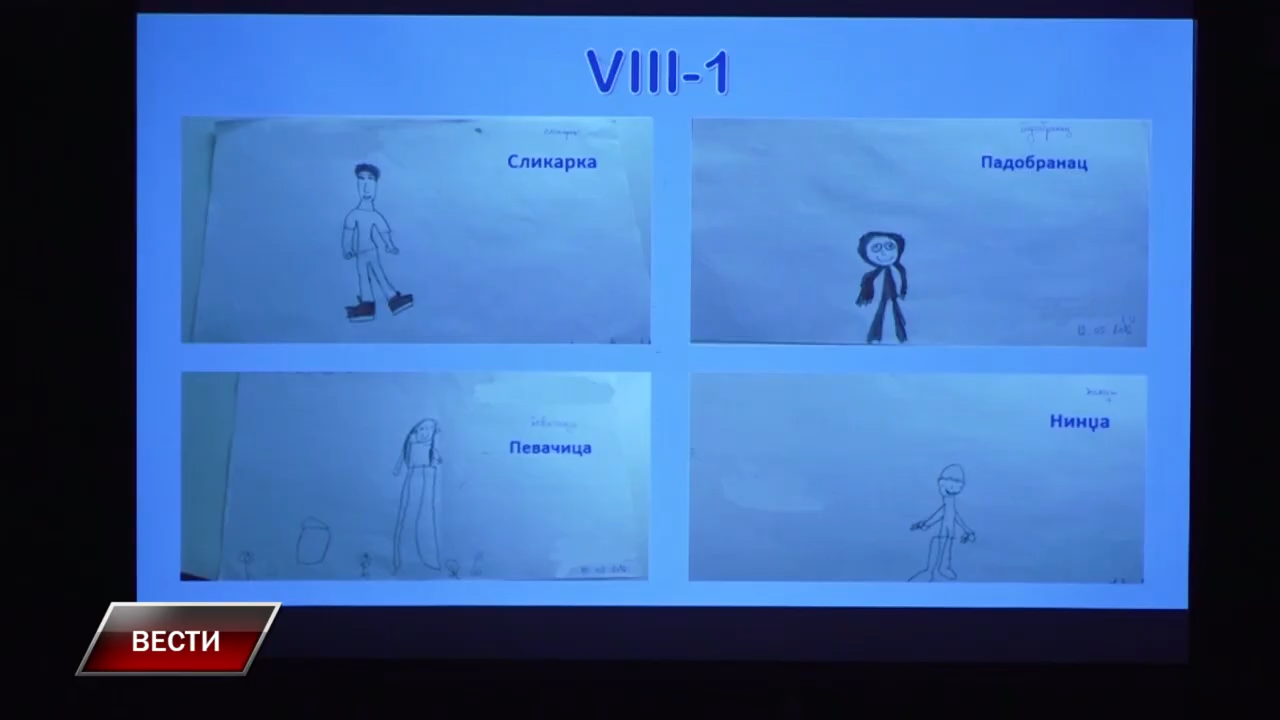 VIII-1
Сликарка
Падобранац
Певачица
Нинџа
ВЕСТИ